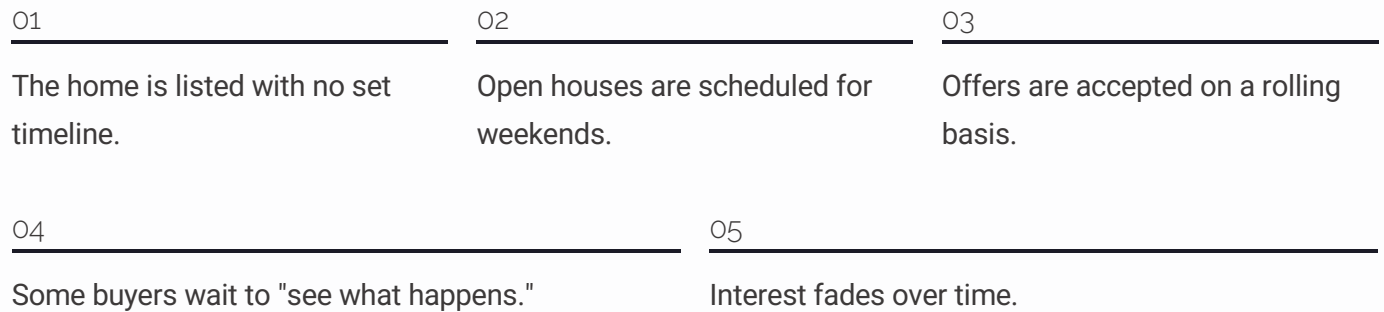 01
The home is listed with no set
timeline.
02
Open houses are scheduled for
weekends.
03
Offers are accepted on a rolling
basis.
04
Some buyers wait to "see what happens."
05
Interest fades over time.